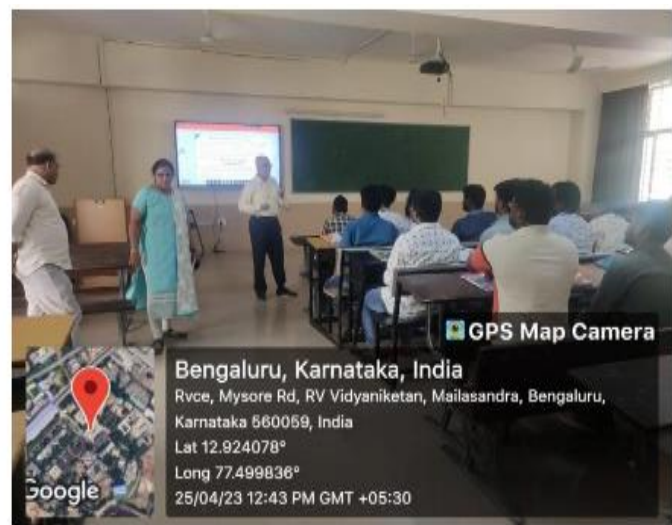 GPS Map Camera
Bengaluru, Karnataka, India
Rvce, Mysore Rd, RV Vidyaniketan, Mailasandra, Bengaluru,
Karnataka 560059, India
Lat 12.924078°
Long 77.499836°
25/04/23 12:43 PM GMT +05:30
Google